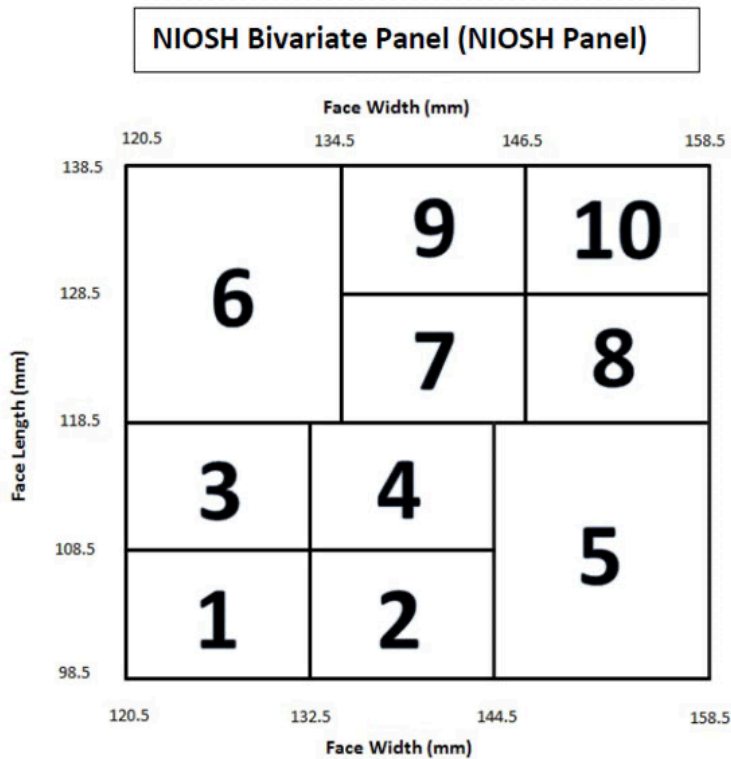 NIOSH Bivariate Panel (NIOSH Panel)
Face Width (mm)
120.5 134.5 146.5 158.5
138.5
9 10
6
128.5
7 8
Face Length (mm)
118.5
3 4
108.5
5
1 2
98.5
120.5 132.5 144.5 158.5
Face Width (mm)